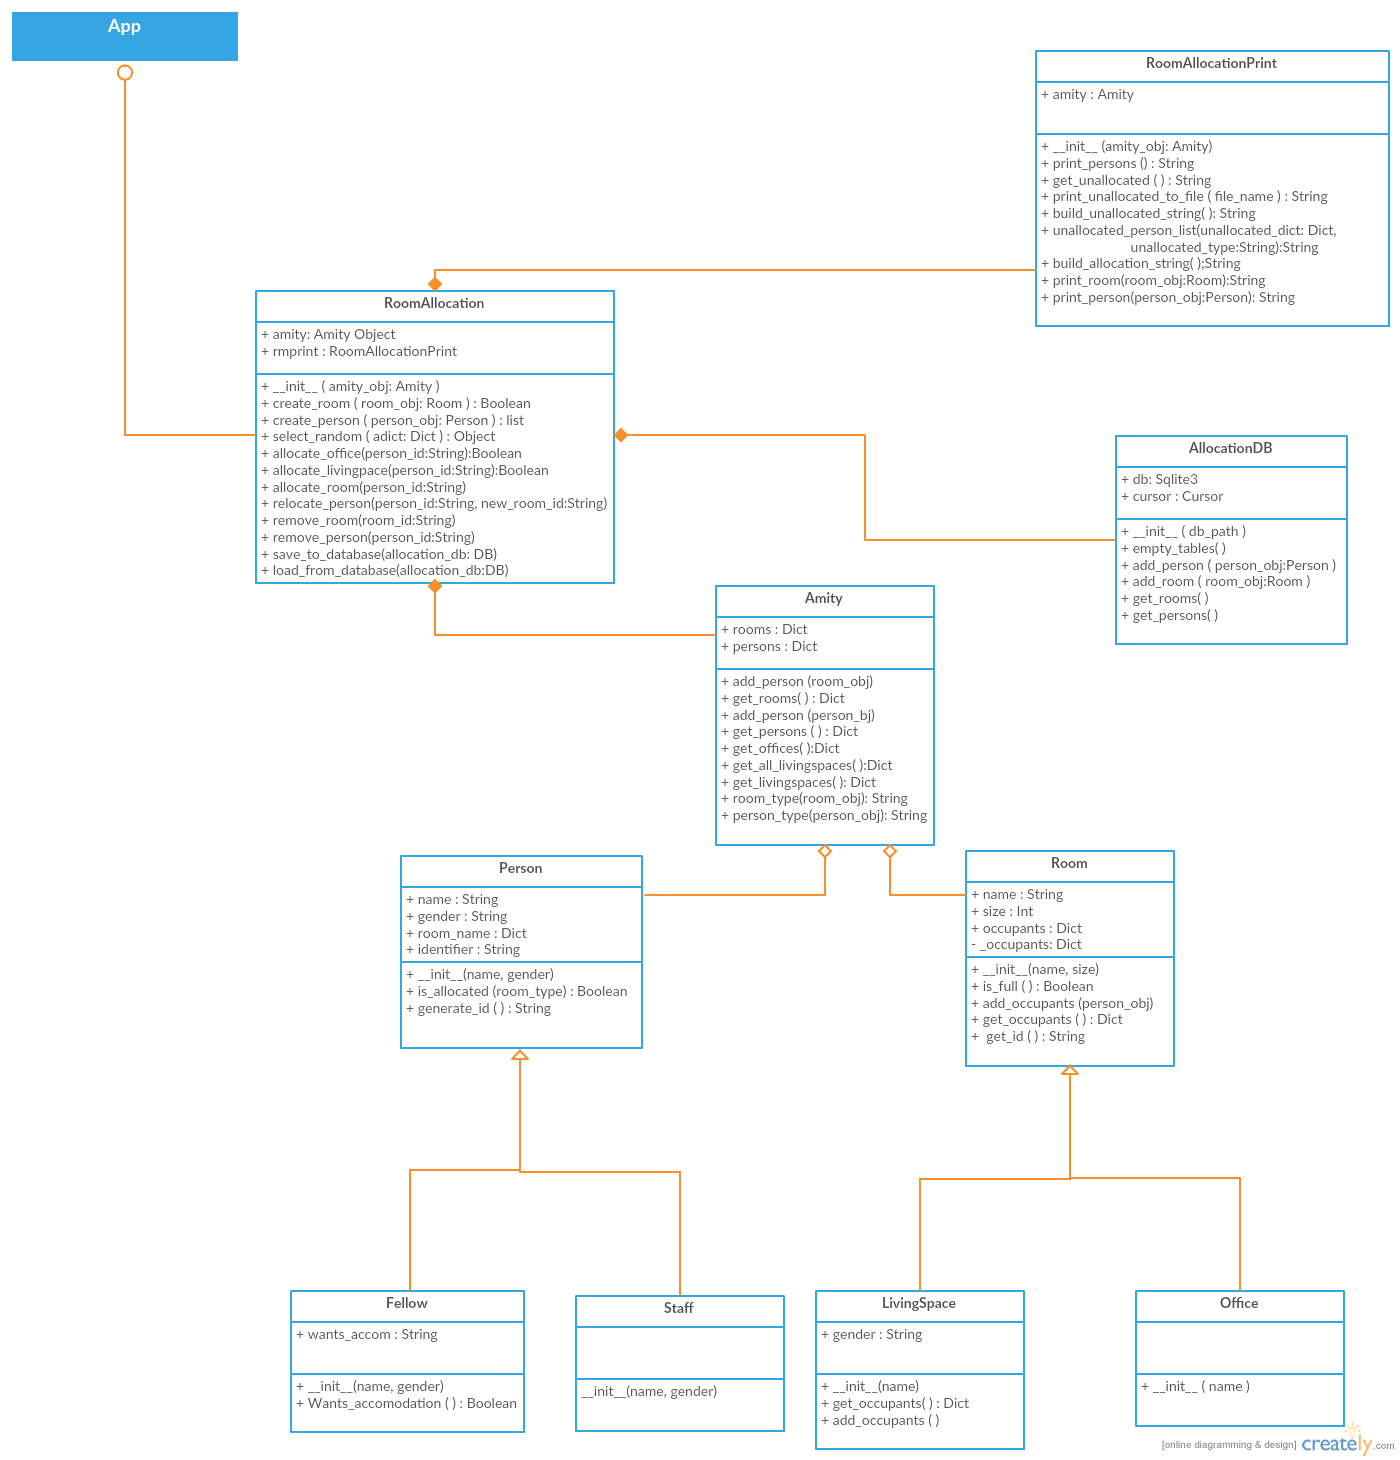 App
RoomAllocationPrint
+ amity : Amity
+ __init__ (amity_obj: Amity)
+ print_persons () : String
+ get_unallocated ( ) : String
+ print_unallocated_to_file ( file_name ) : String
+ build_unallocated_string( ): String
+ unallocated_person_list(unallocated_dict: Dict,
unallocated_type:String):String
+ build_allocation_string( );String
+ print_room(room_obj:Room):String
+ print_person(person_obj:Person): String
RoomAllocation
+ amity: Amity Object
+ rmprint : RoomAllocationPrint
+ __init__ ( amity_obj: Amity )
+ create_room ( room_obj: Room ) : Boolean
+ create_person ( person_obj: Person ) : list
+ select_random ( adict: Dict ) : Object
+ allocate_office(person_id:String):Boolean
+ allocate_livingpace(person_id:String):Boolean
+ allocate_room(person_id:String)
+ relocate_person(person_id:String, new_room_id:String)
+ remove_room(room_id:String)
+ remove_person(person_id:String)
+ save_to_database(allocation_db: DB)
+ load_from_database(allocation_db:DB)
AllocationDB
+ db: Sqlite3
+ cursor : Cursor
+ __init__ ( db_path )
+ empty_tables( )
+ add_person ( person_obj:Person )
+ add_room ( room_obj:Room )
+ get_rooms( )
+ get_persons( )
Amity
+ rooms : Dict
+ persons : Dict
+ add_person (room_obj)
+ get_rooms( ) : Dict
+ add_person (person_bj)
+ get_persons ( ) : Dict
+ get_offices( ):Dict
+ get_all_livingspaces( ):Dict
+ get_livingspaces( ): Dict
+ room_type(room_obj): String
+ person_type(person_obj): String
Person
+ name : String
+ gender : String
+ room_name : Dict
+ identifier : String
+ __init__(name, gender)
+ is_allocated (room_type) : Boolean
+ generate_id ( ) : String
Room
+ name : String
+ size : Int
+ occupants : Dict
- _occupants: Dict
+ __init__(name, size)
+ is_full ( ) : Boolean
+ add_occupants (person_obj)
+ get_occupants ( ) : Dict
+ get_id ( ) : String
Fellow
+ wants_accom : String
+ __init__(name, gender)
+ Wants_accomodation ( ) : Boolean
Staff
__init__(name, gender)
LivingSpace
+ gender : String
+ __init__(name)
+ get_occupants( ) : Dict
+ add_occupants ( )
Office
+ __init__ ( name )
[online diagramming & design] creately.com